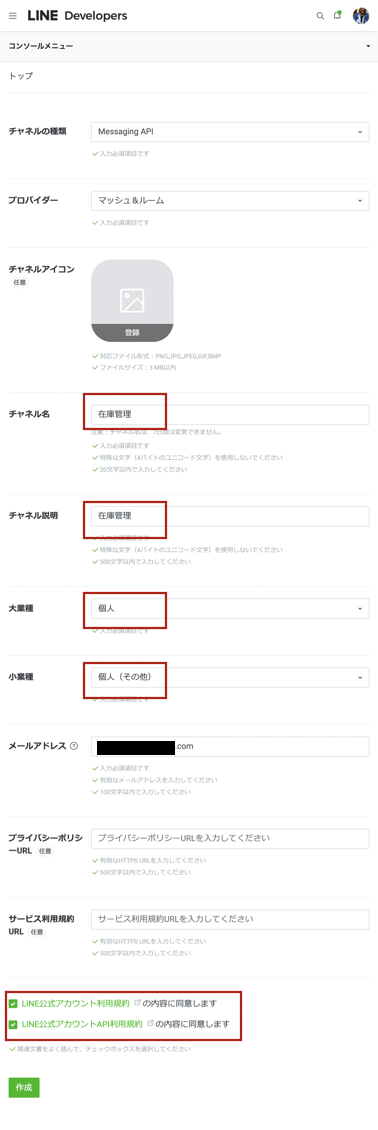 LINE Developers
コンソールメニュー
トップ
チャネルの種類
Messaging API
入力必須項目です
プロバイダー
マッシュ＆ルーム
入力必須項目です
チャネルアイコン
任意
登録
対応ファイル形式：PNG,JPG,JPEG,GIF,BMP
ファイルサイズ：3 MB以内
チャネル名
在庫管理
注意：チャネル名は、7日間は変更できません。
入力必須項目です
特殊な文字（4バイトのユニコード文字）を使用しないでください
20文字以内で入力してください
チャネル説明
在庫管理
入力必須項目です
特殊な文字（4バイトのユニコード文字）を使用しないでください
500文字以内で入力してください
大業種
個人
入力必須項目です
小業種
個人（その他）
入力必須項目です
メールアドレス
.com
入力必須項目です
有効なメールアドレスを入力してください
100文字以内で入力してください
プライバシーポリシ
ーURL 任意
プライバシーポリシーURLを入力してください
有効なHTTPS URLを入力してください
500文字以内で入力してください
サービス利用規約
URL 任意
サービス利用規約URLを入力してください
有効なHTTPS URLを入力してください
500文字以内で入力してください
LINE公式アカウント利用規約 の内容に同意します
LINE公式アカウントAPI利用規約 の内容に同意します
関連文書をよく読んで、チェックボックスを選択してください
作成